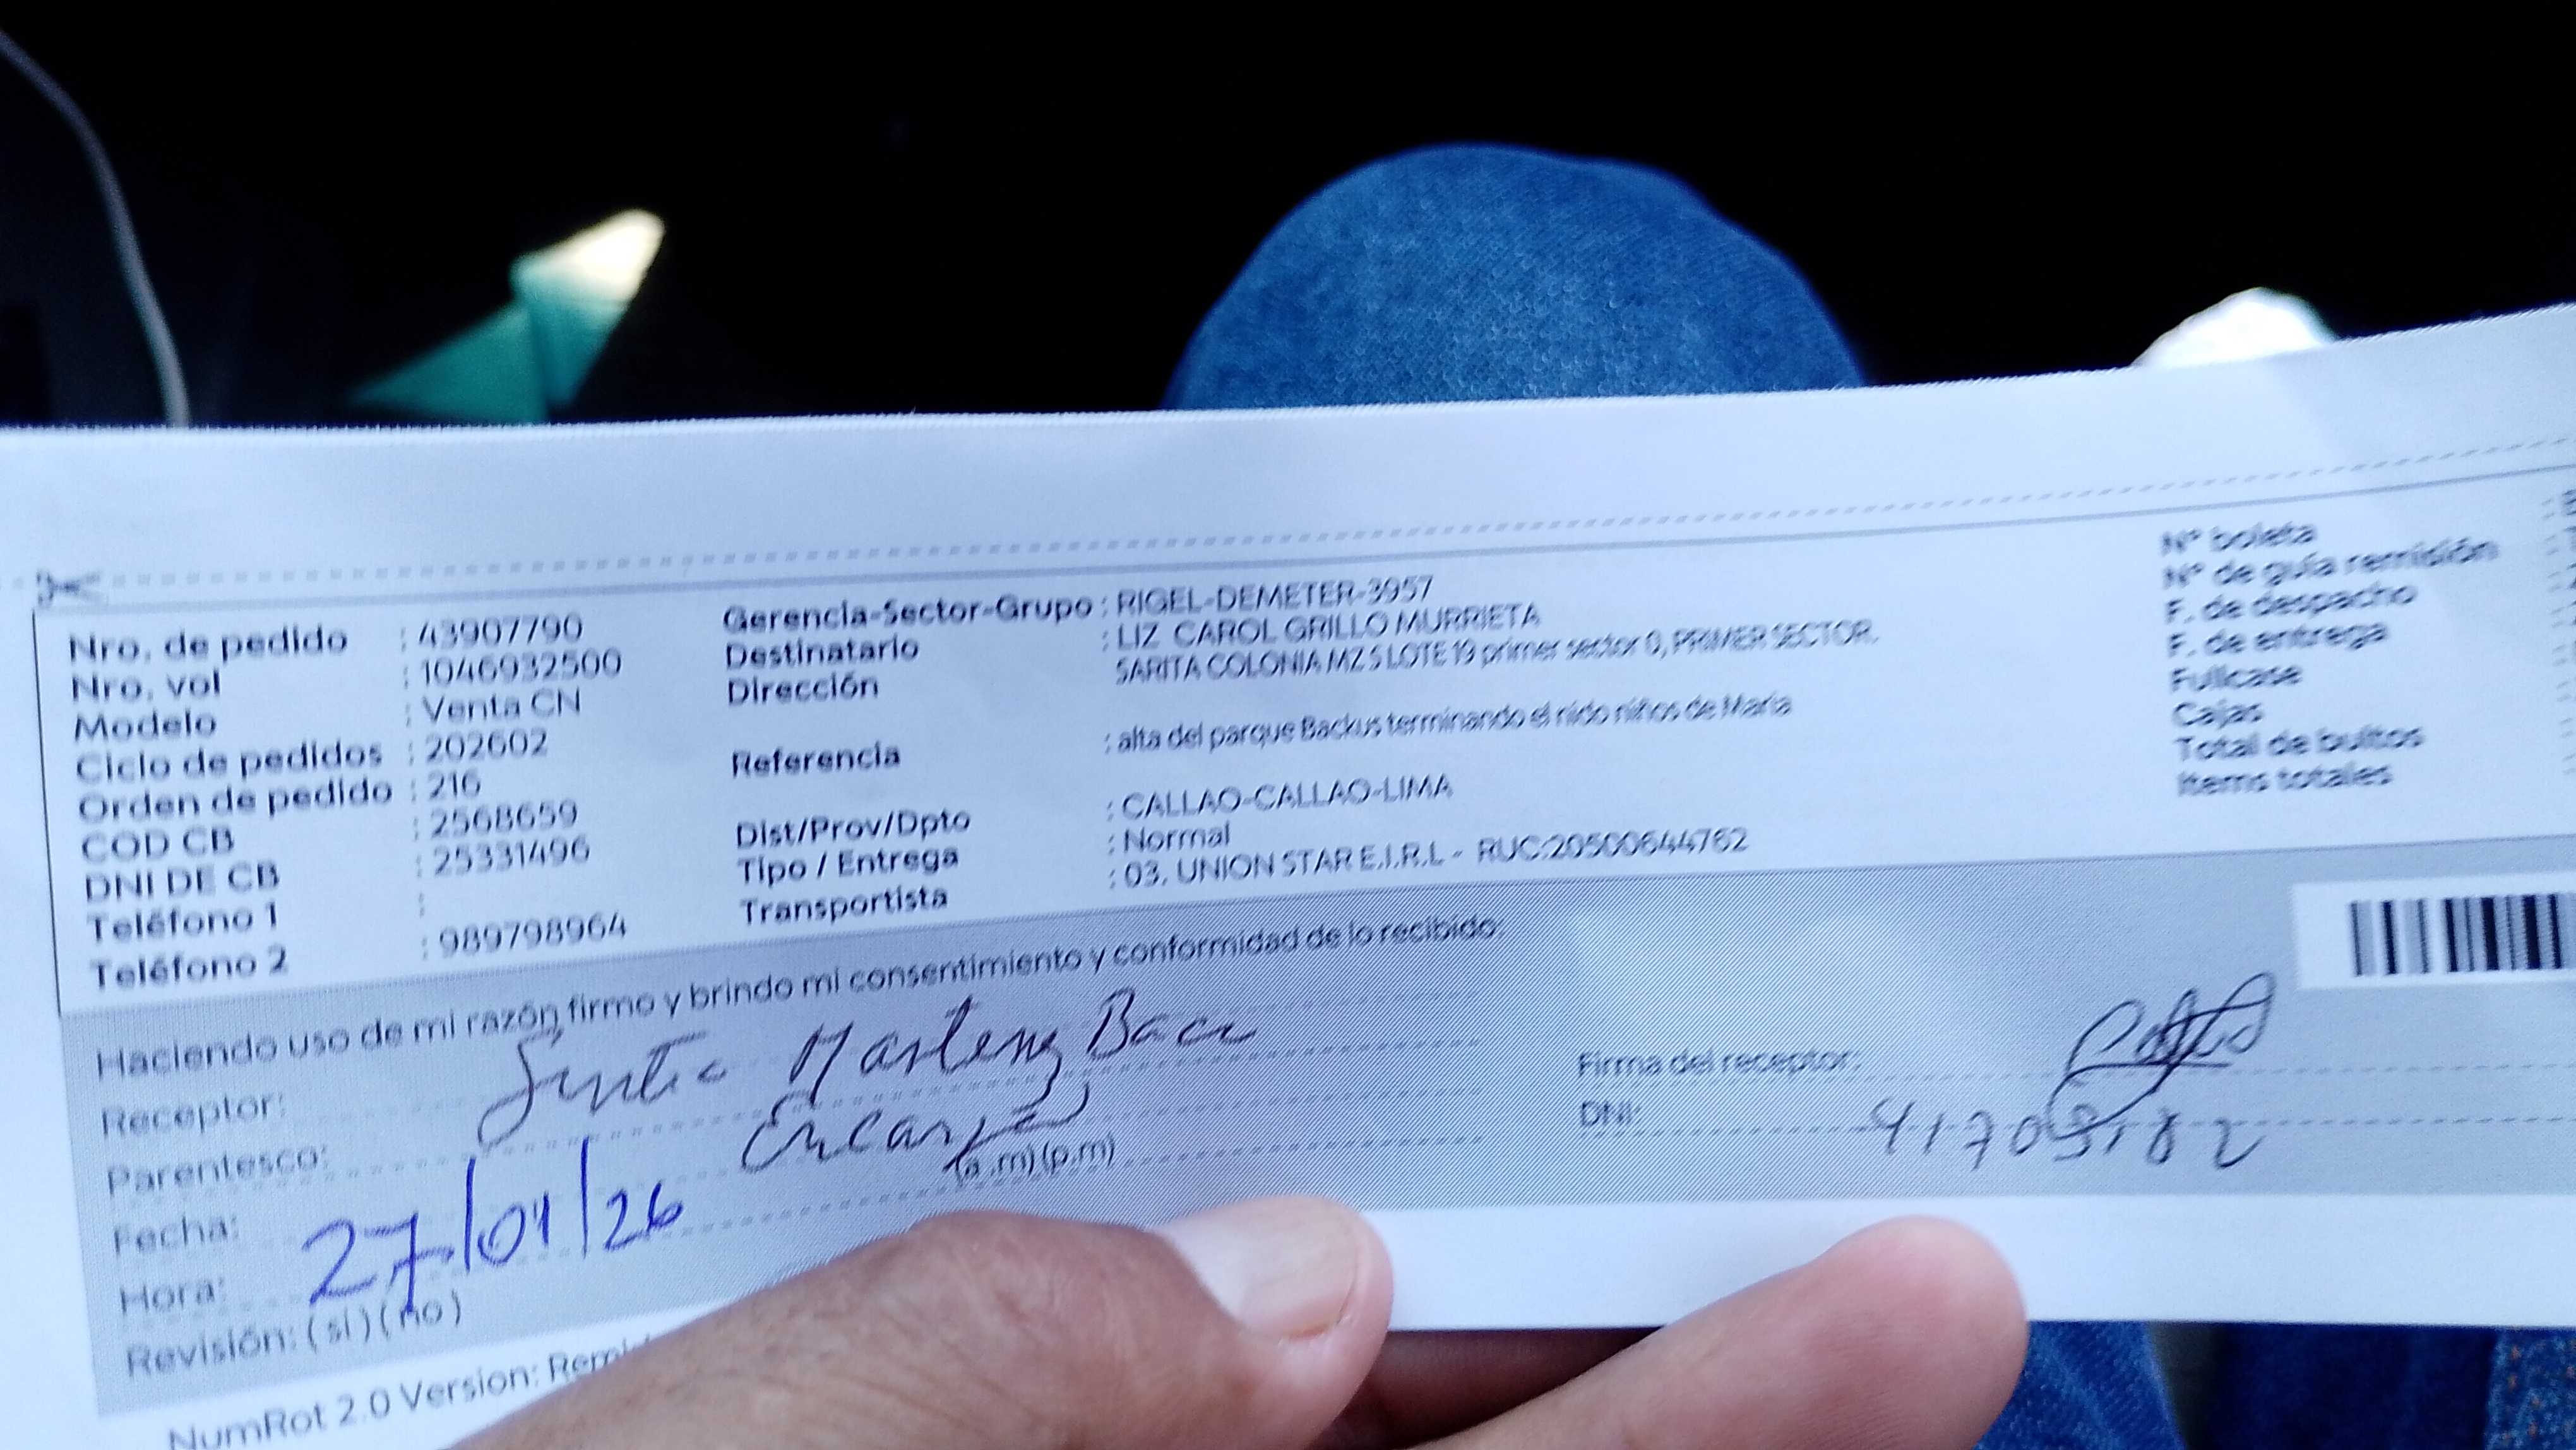 Nro. de pedido : 43907790
Nro. vol : 1046932500
Modelo : Venta CN
Ciclo de pedidos : 202602
Orden de pedido : 216
COD CB : 2568659
DNI DE CB : 25331496
Teléfono 1 :
Teléfono 2 : 989798964
Gerencia-Sector-Grupo : RIGEL-DEMETER-3957
Destinatario : LIZ CAROL GRILLO MURRIETA
Dirección SARITA COLONIA MZ S LOTE 19 primer sector 0, PRIMER SECTOR.
Referencia : alta del parque Backus terminando el nido niños de Maria
Dist/Prov/Dpto : CALLAO-CALLAO-LIMA
Tipo / Entrega : Normal
Transportista : 03. UNION STAR E.I.R.L - RUC:20500644762
N° boleta
N° de guía remisión
F. de despacho
F. de entrega
Fullcase
Cajas
Total de bultos
Items totales
Haciendo uso de mi razón firmo y brindo mi consentimiento y conformidad de lo recibido:
Receptor: Marleny Baca
Parentesco:
Fecha: 27/01/26
Hora: (a .m) (p.m)
Revisión: ( si ) ( no )
Firma del receptor:
DNI:
NumRot 2.0 Version: